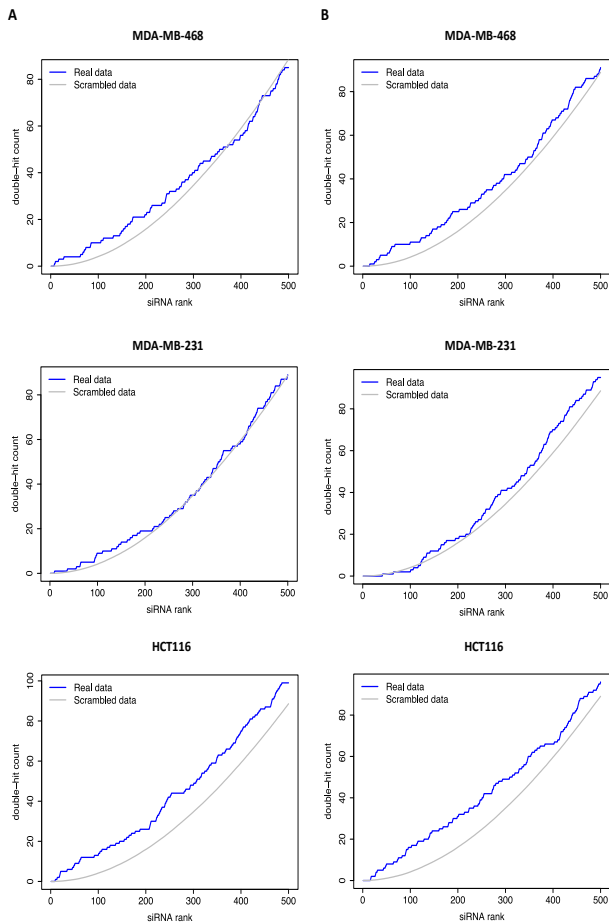 A
B
MDA-MB-468
Real data
Scrambled data
double-hit count
0 20 40 60 80
0 100 200 300 400 500
siRNA rank
MDA-MB-468
Real data
Scrambled data
double-hit count
0 20 40 60 80
0 100 200 300 400 500
siRNA rank
MDA-MB-231
Real data
Scrambled data
double-hit count
0 20 40 60 80
0 100 200 300 400 500
siRNA rank
MDA-MB-231
Real data
Scrambled data
double-hit count
0 20 40 60 80
0 100 200 300 400 500
siRNA rank
HCT116
Real data
Scrambled data
double-hit count
0 20 40 60 80 100
0 100 200 300 400 500
siRNA rank
HCT116
Real data
Scrambled data
double-hit count
0 20 40 60 80
0 100 200 300 400 500
siRNA rank